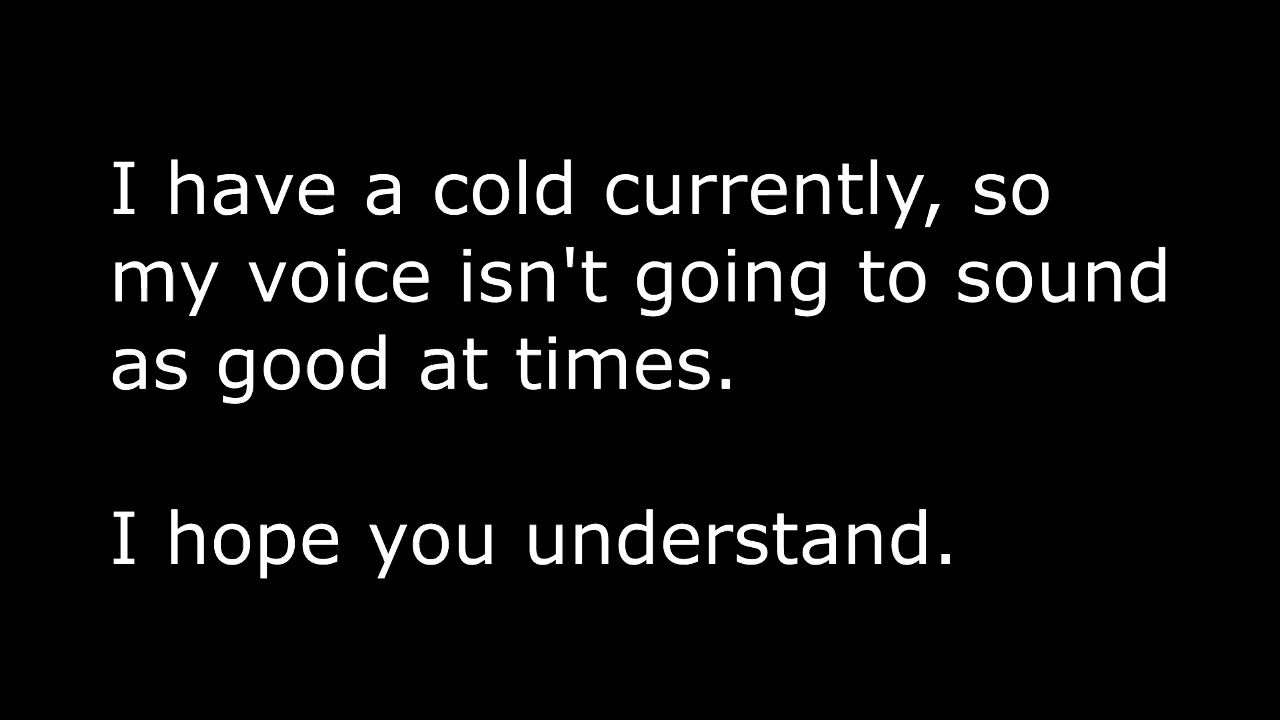 I have a cold currently, so
my voice isn't going to sound
as good at times.
I hope you understand.